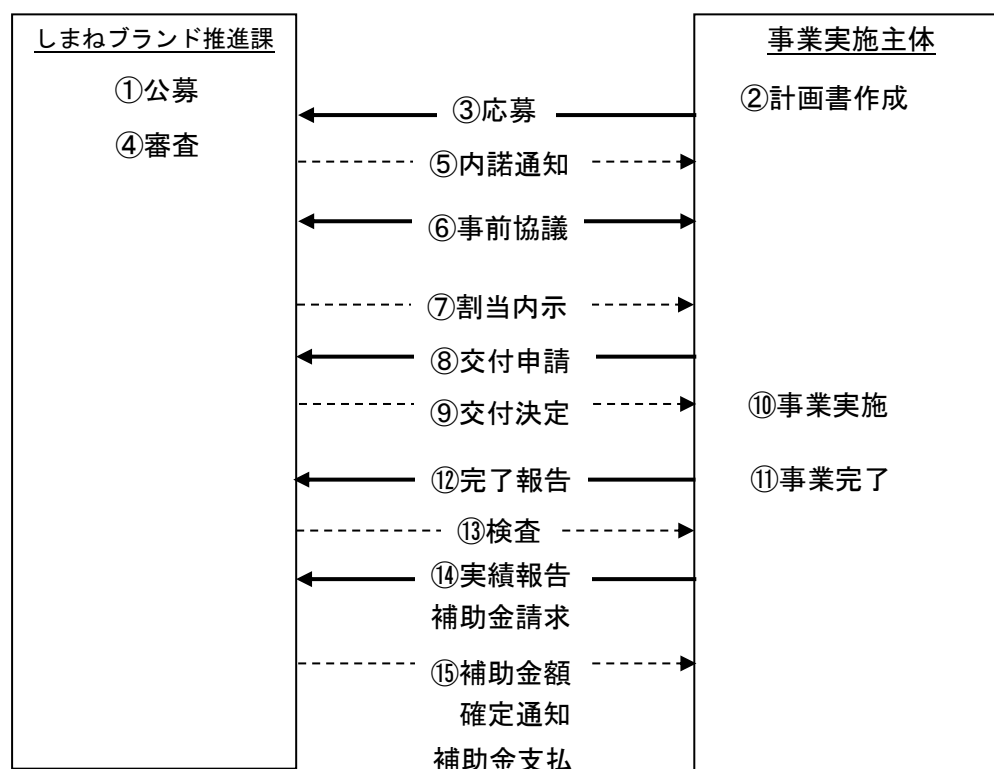 しまねブランド推進課
事業実施主体
①公募
②計画書作成
③応募
④審査
⑤内諾通知
⑥事前協議
⑦割当内示
⑧交付申請
⑨交付決定
⑩事業実施
⑪事業完了
⑫完了報告
⑬検査
⑭実績報告
補助金請求
⑮補助金額
確定通知
補助金支払